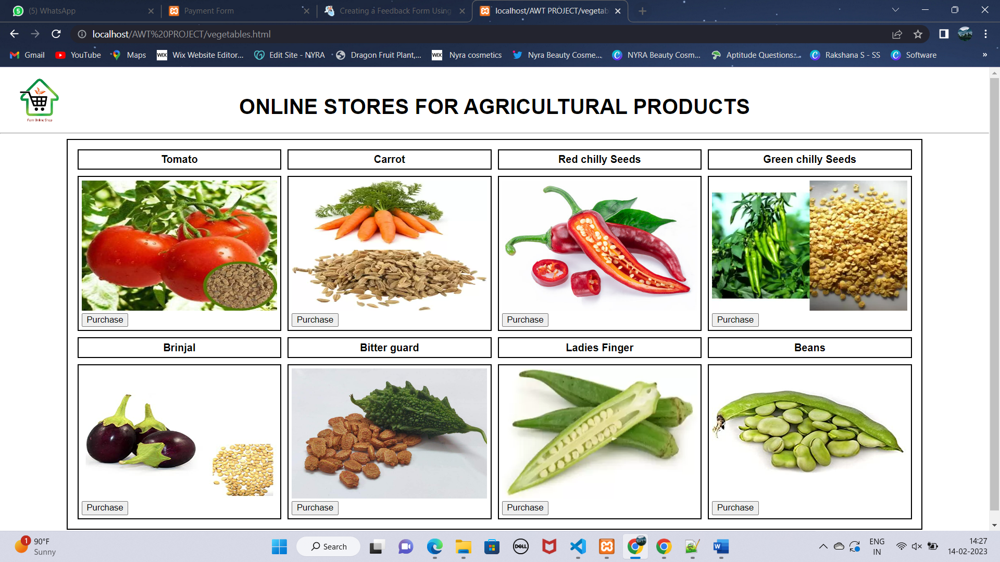 (5) WhatsApp
Payment Form
Creating a Feedback Form Using
localhost/AWT PROJECT/vegetab
localhost/AWT%20PROJECT/vegetables.html
Gmail
YouTube
Maps
WIX
Wix Website Editor...
Edit Site - NYRA
Dragon Fruit Plant,...
WIX
Nyra cosmetics
Nyra Beauty Cosme...
NYRA Beauty Cosm...
Aptitude Questions:...
Rakshana S - SS
Software
»
Farm Online Shop
ONLINE STORES FOR AGRICULTURAL PRODUCTS
Tomato
Carrot
Red chilly Seeds
Green chilly Seeds
Purchase
Purchase
Purchase
Purchase
Brinjal
Bitter guard
Ladies Finger
Beans
Purchase
Purchase
Purchase
Purchase
1
90°F
Sunny
Search
DELL
W
ENG
IN
14:27
14-02-2023